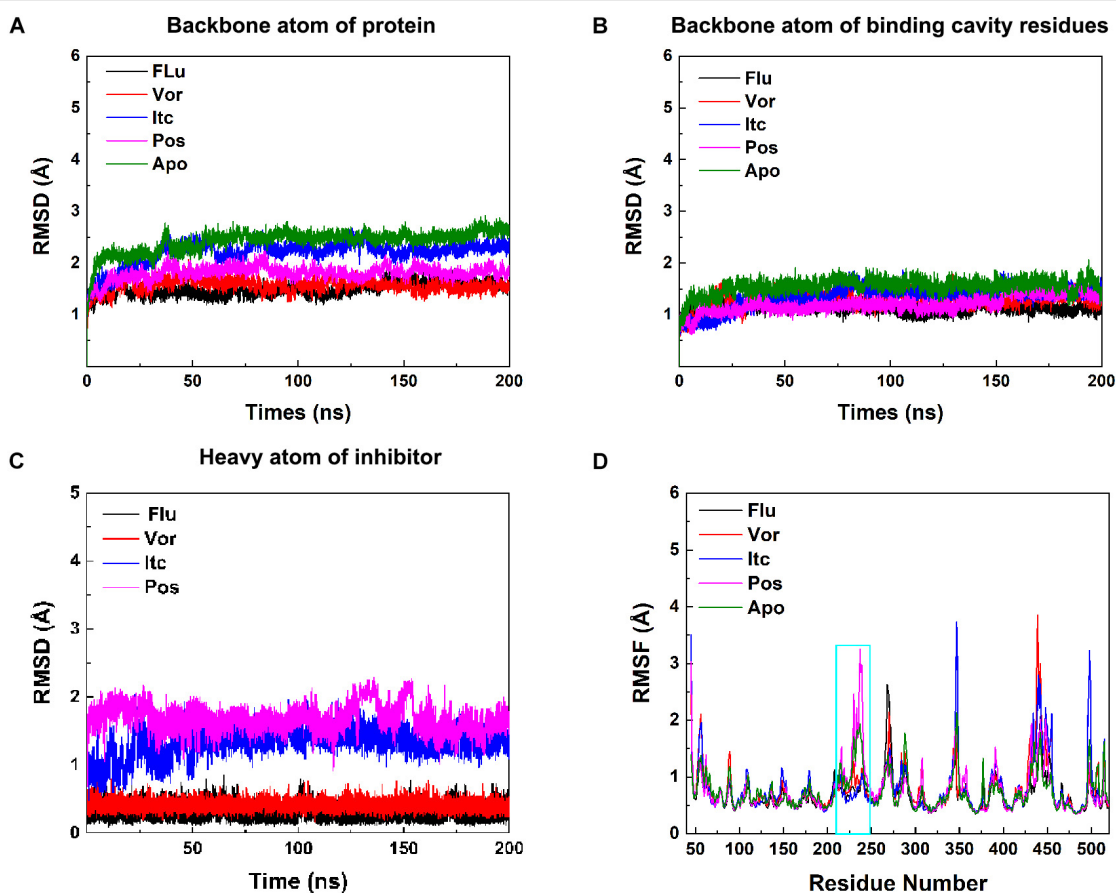 A
Backbone atom of protein
6
5
4
3
2
1
RMSD (Å)
FLu
Vor
Itc
Pos
Apo
0
50
100
150
200
Times (ns)
B
Backbone atom of binding cavity residues
6
5
4
3
2
1
RMSD (Å)
Flu
Vor
Itc
Pos
Apo
0
50
100
150
200
Times (ns)
C
Heavy atom of inhibitor
5
4
3
2
1
0
RMSD (Å)
Flu
Vor
Itc
Pos
0
50
100
150
200
Time (ns)
D
6
5
4
3
2
1
0
RMSF (Å)
Flu
Vor
Itc
Pos
Apo
50
100
150
200
250
300
350
400
450
500
Residue Number